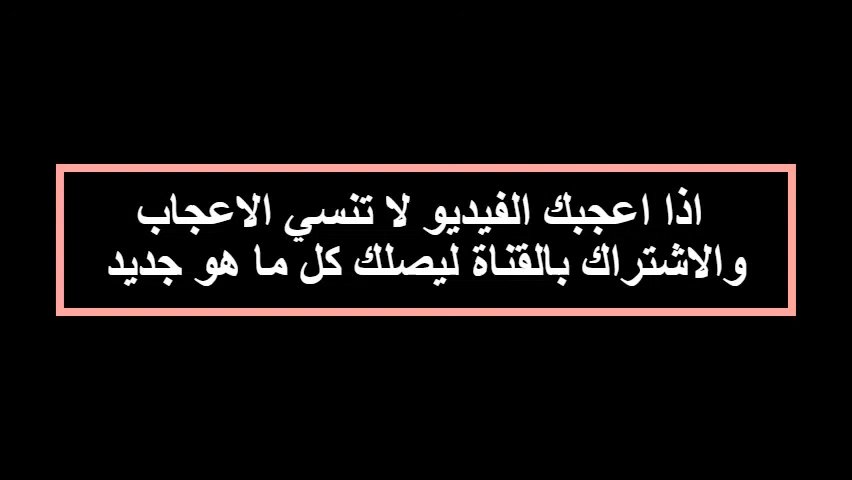 اذا اعجبك الفيديو لا تنسي الاعجاب
والاشتراك بالقناة ليصلك كل ما هو جديد